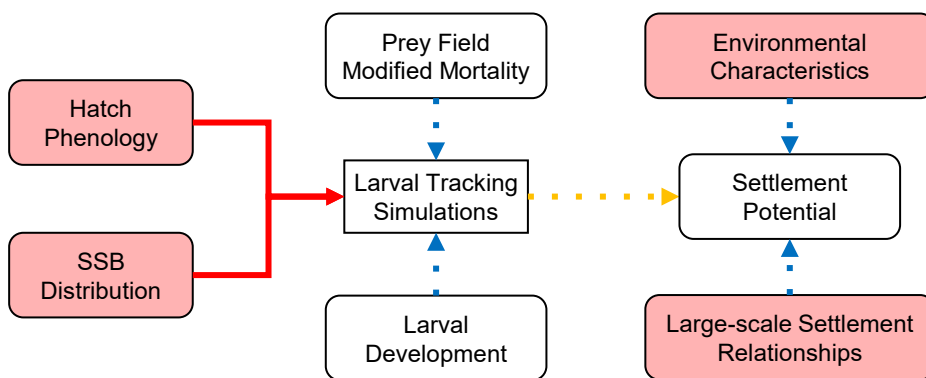 Hatch
Phenology
SSB
Distribution
Prey Field
Modified Mortality
Larval Tracking
Simulations
Larval
Development
Environmental
Characteristics
Settlement
Potential
Large-scale Settlement
Relationships